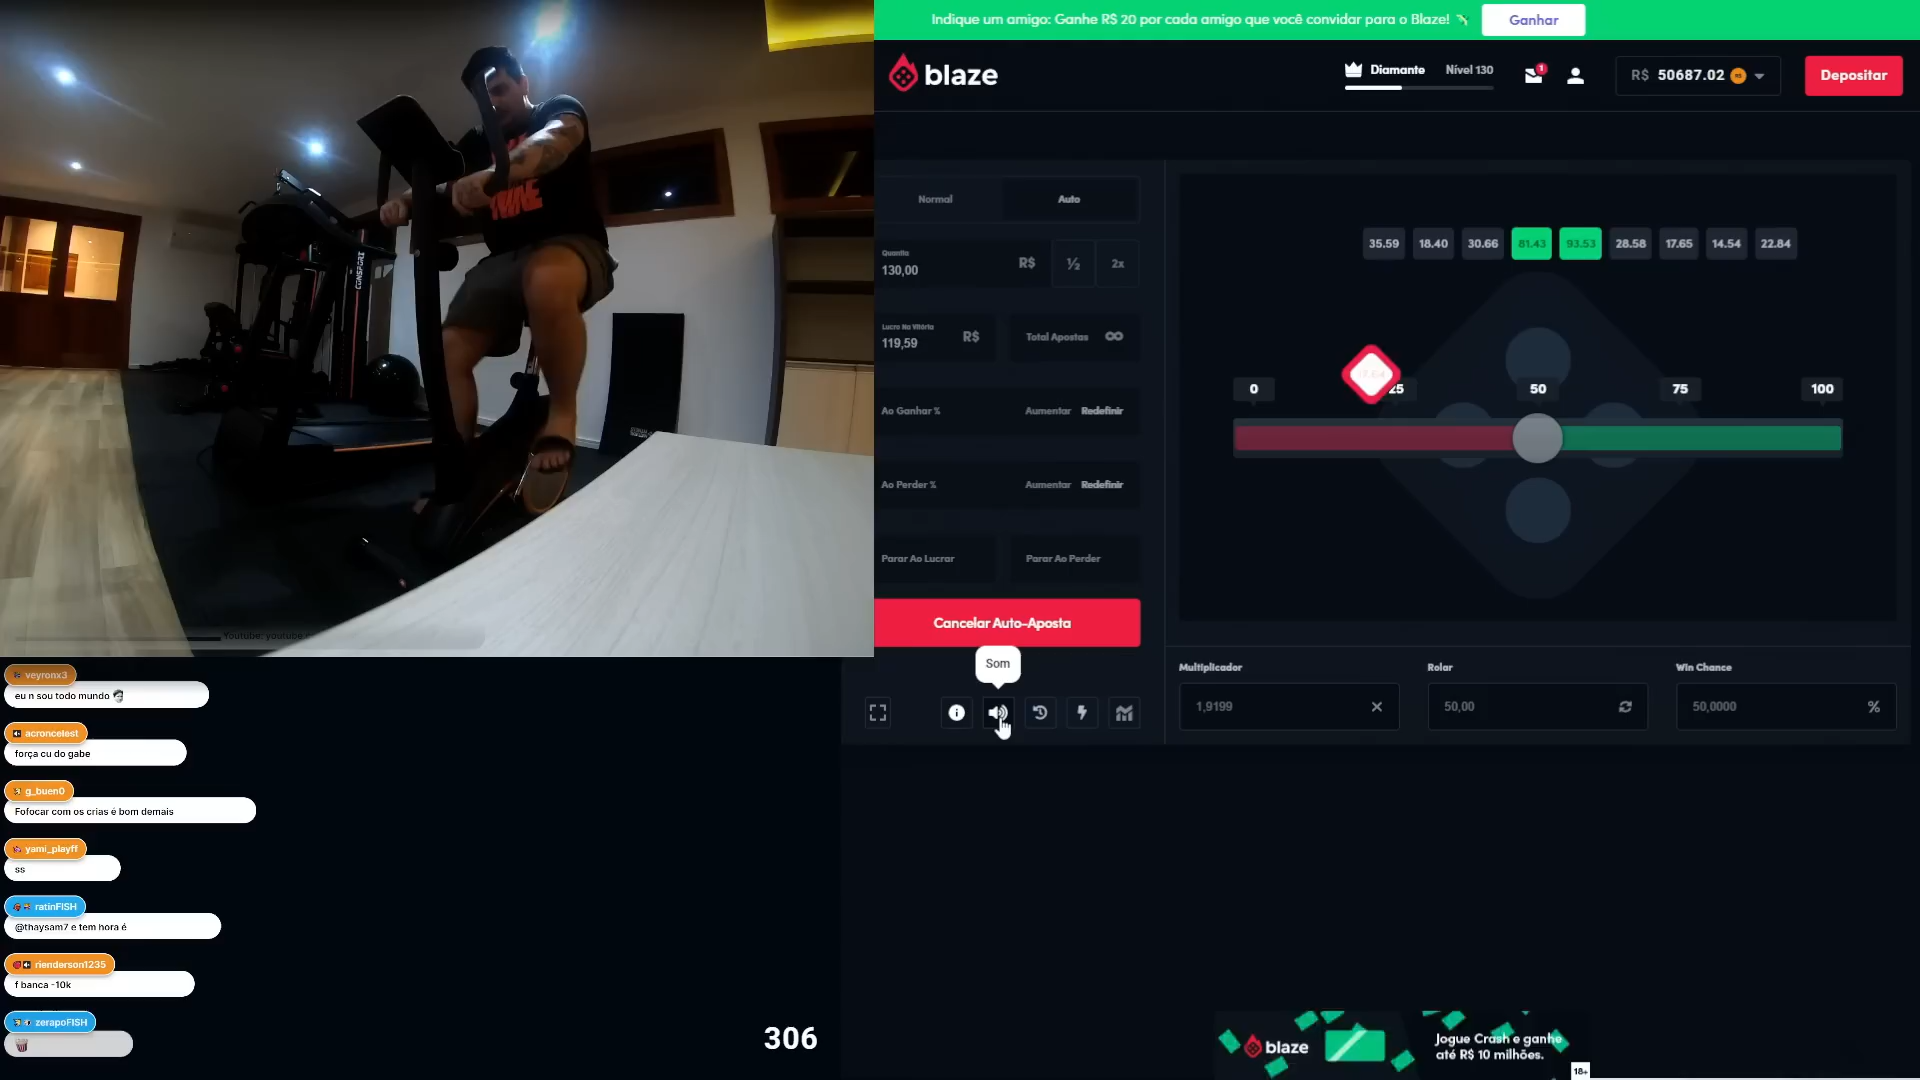 Indique um amigo: Ganhe R$ 20 por cada amigo que você convidar para o Blaze!
Ganhar
blaze
Diamante
Nível 130
1
R$ 50687.02
Depositar
Normal
Auto
Quantia
130,00
R$
½
2x
Lucro Na Vitória
119,59
R$
Total Apostas
Ao Ganhar %
Aumentar
Redefinir
Ao Perder %
Aumentar
Redefinir
Parar Ao Lucrar
Parar Ao Perder
Cancelar Auto-Aposta
Som
35.59
18.40
30.66
81.43
93.53
28.58
17.65
14.54
22.84
0
25
50
75
100
Multiplicador
1,9199
Rolar
50,00
Win Chance
50,0000
%
Youtube: youtube
veyronx3
eu n sou todo mundo
acroncelest
força cu do gabe
g_buen0
Fofocar com os crias é bom demais
yami_playff
ss
ratinFISH
@thaysam7 e tem hora é
rienderson1235
f banca -10k
zerapoFISH
306
blaze
Jogue Crash e ganhe
até R$ 10 milhões.
18+